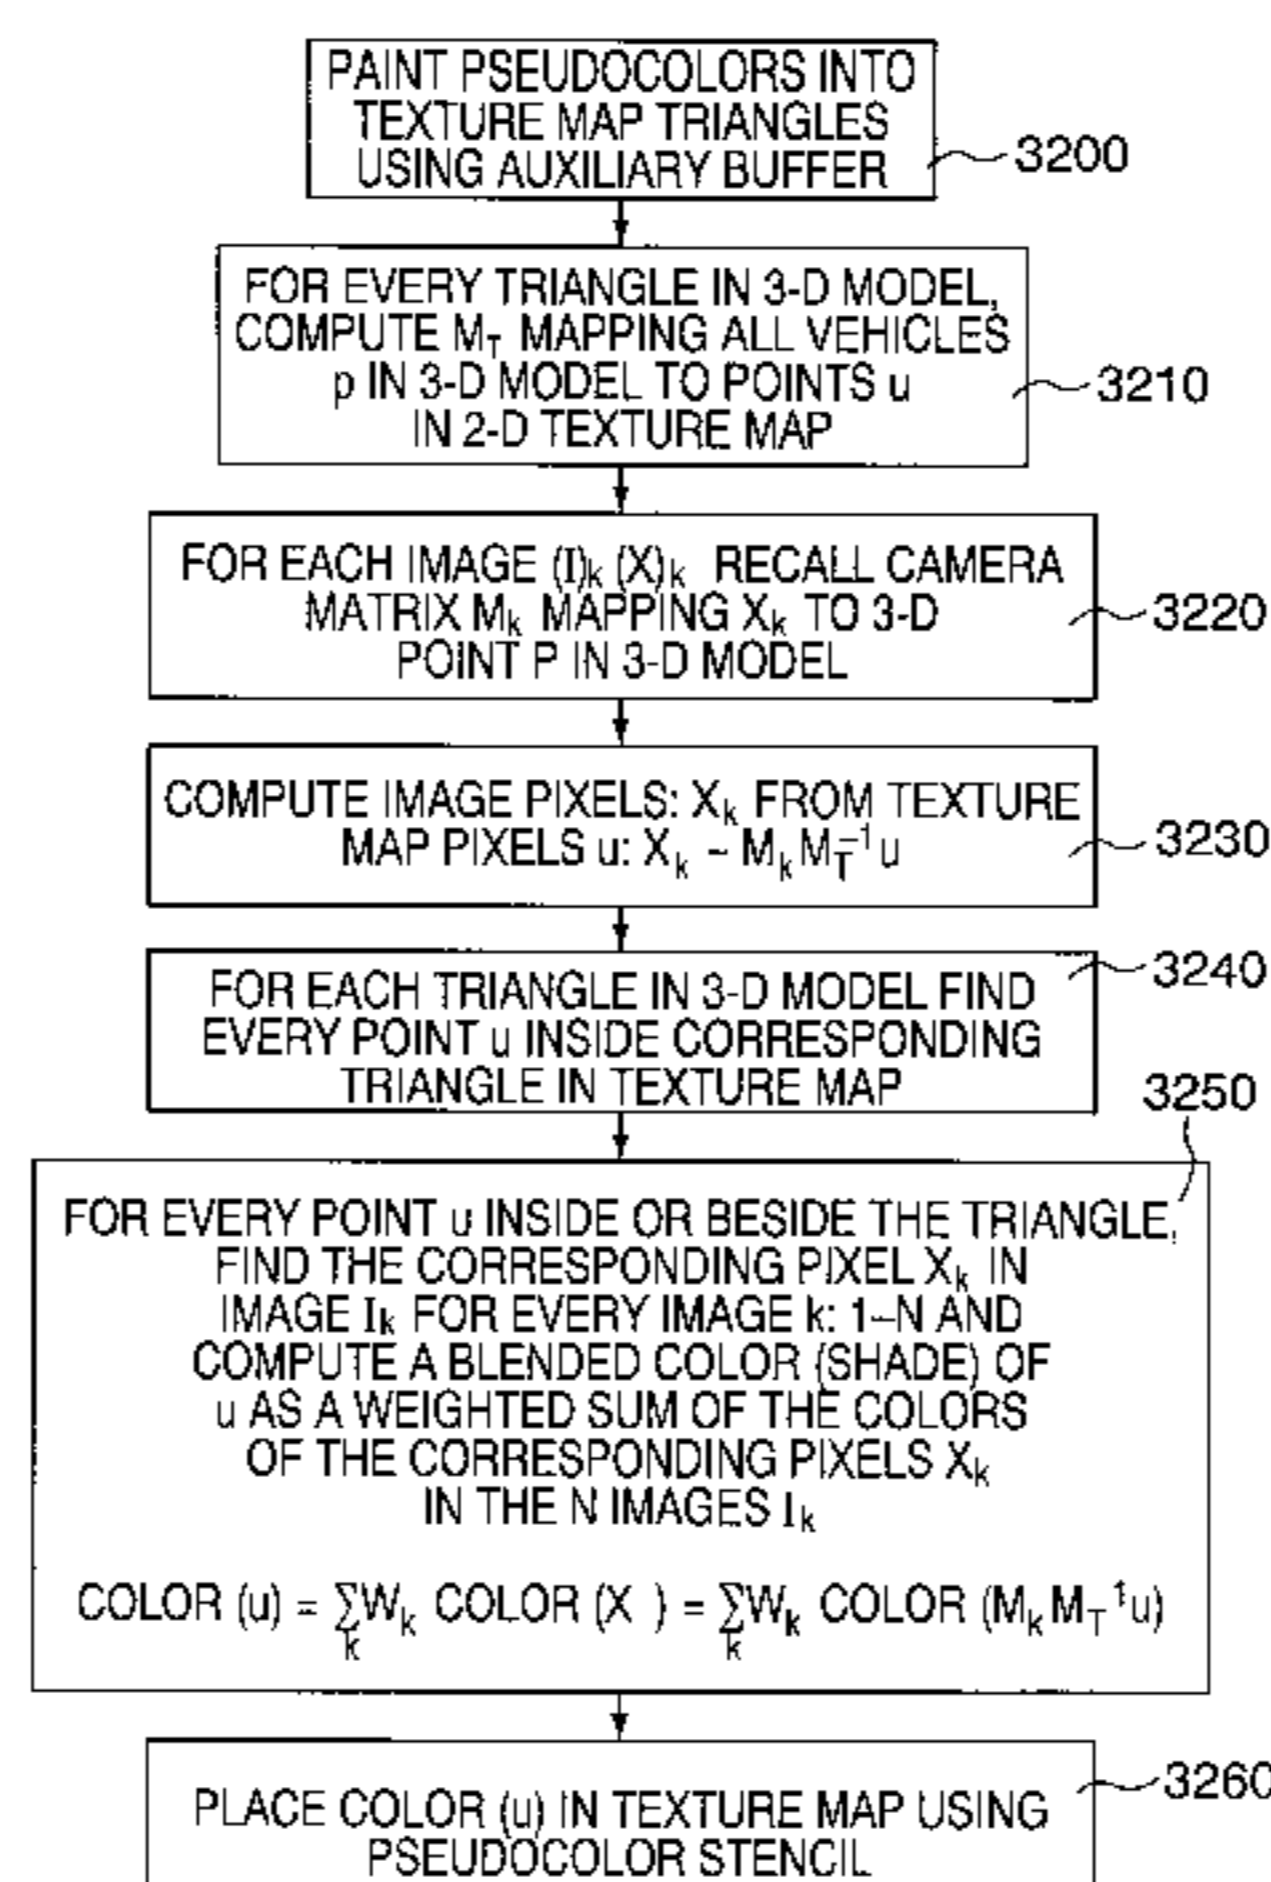 PAINT PSEUDOCOLORS INTO
TEXTURE MAP TRIANGLES
USING AUXILIARY BUFFER
3200
FOR EVERY TRIANGLE IN 3-D MODEL,
COMPUTE M_T MAPPING ALL VEHICLES
p IN 3-D MODEL TO POINTS u
IN 2-D TEXTURE MAP
3210
FOR EACH IMAGE (I)k (X)k RECALL CAMERA
MATRIX Mk MAPPING Xk TO 3-D
POINT P IN 3-D MODEL
3220
COMPUTE IMAGE PIXELS: Xk FROM TEXTURE
MAP PIXELS u: Xk - Mk M_T^-1 u
3230
FOR EACH TRIANGLE IN 3-D MODEL FIND
EVERY POINT u INSIDE CORRESPONDING
TRIANGLE IN TEXTURE MAP
3240
3250
FOR EVERY POINT u INSIDE OR BESIDE THE TRIANGLE,
FIND THE CORRESPONDING PIXEL Xk IN
IMAGE Ik FOR EVERY IMAGE k: 1–N AND
COMPUTE A BLENDED COLOR (SHADE) OF
u AS A WEIGHTED SUM OF THE COLORS
OF THE CORRESPONDING PIXELS Xk
IN THE N IMAGES Ik
COLOR (u) = ∑k Wk COLOR (X ) = ∑k Wk COLOR (Mk M_T^-1 u)
PLACE COLOR (u) IN TEXTURE MAP USING
PSEUDOCOLOR STENCIL
3260